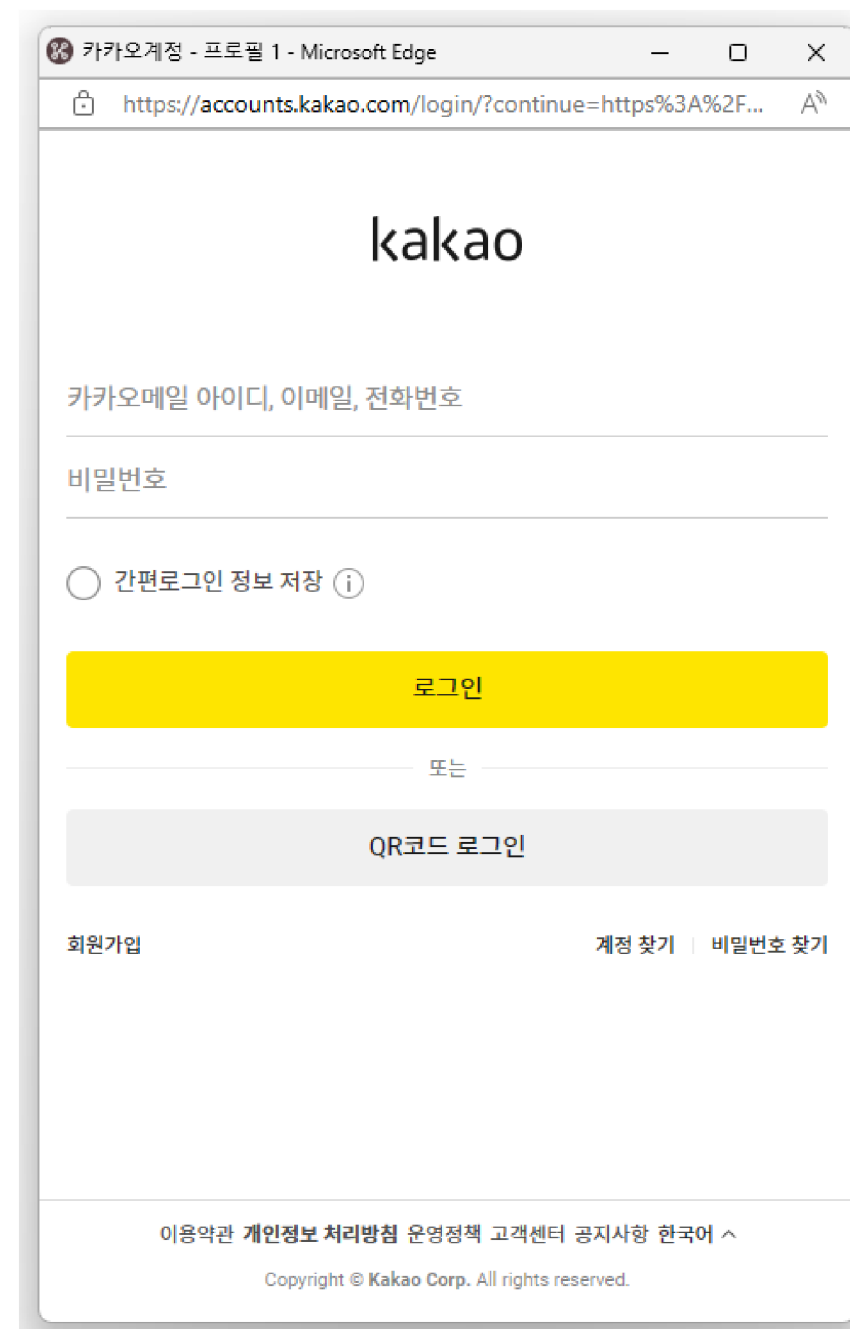 카카오계정 - 프로필 1 - Microsoft Edge
https://accounts.kakao.com/login/?continue=https%3A%2F...
kakao
카카오메일 아이디, 이메일, 전화번호
비밀번호
간편로그인 정보 저장
로그인
또는
QR코드 로그인
회원가입 계정 찾기 비밀번호 찾기
이용약관 개인정보 처리방침 운영정책 고객센터 공지사항 한국어
Copyright © Kakao Corp. All rights reserved.